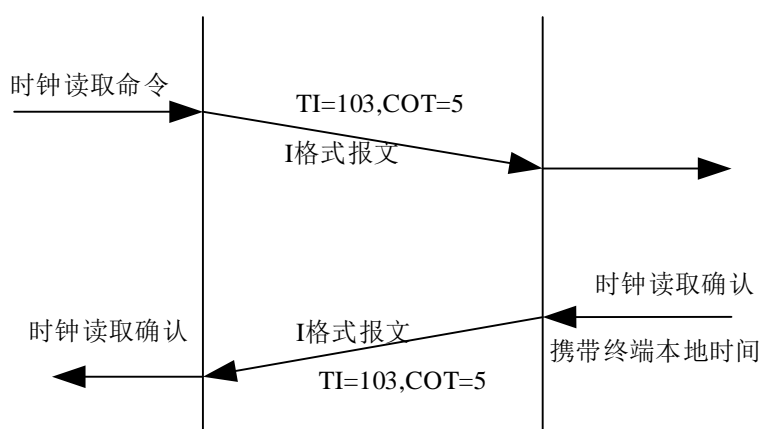 时钟读取命令
TI=103,COT=5
I格式报文
时钟读取确认
时钟读取确认
I格式报文
携带终端本地时间
TI=103,COT=5